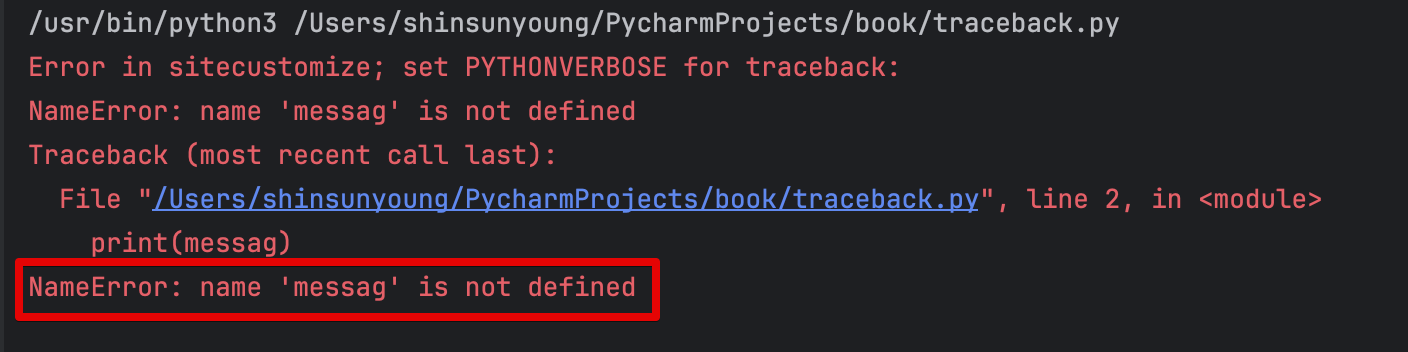 /usr/bin/python3 /Users/shinsunyoung/PycharmProjects/book/traceback.py
Error in sitecustomize; set PYTHONVERBOSE for traceback:
NameError: name 'messag' is not defined
Traceback (most recent call last):
  File "/Users/shinsunyoung/PycharmProjects/book/traceback.py", line 2, in <module>
    print(messag)
NameError: name 'messag' is not defined